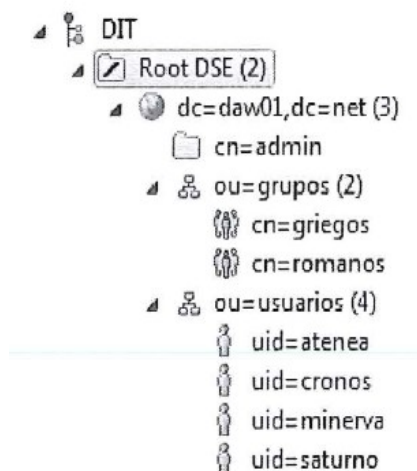 DIT
Root DSE (2)
dc=daw01,dc=net (3)
cn=admin
ou=grupos (2)
cn=griegos
cn=romanos
ou=usuarios (4)
uid=atenea
uid=cronos
uid=minerva
uid=saturno